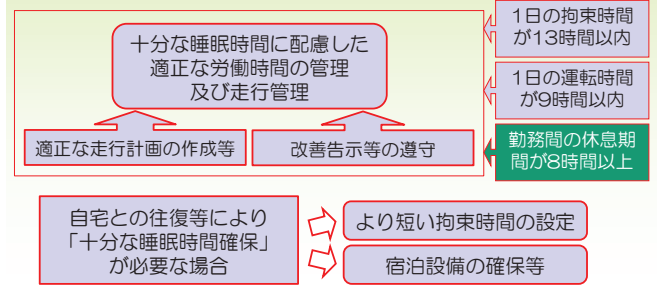 十分な睡眠時間に配慮した
適正な労働時間の管理
及び走行管理
適正な走行計画の作成等
改善告示等の遵守
1日の拘束時間
が13時間以内
1日の運転時間
が9時間以内
勤務間の休息期
間が8時間以上
自宅との往復等により
「十分な睡眠時間確保」
が必要な場合
より短い拘束時間の設定
宿泊設備の確保等